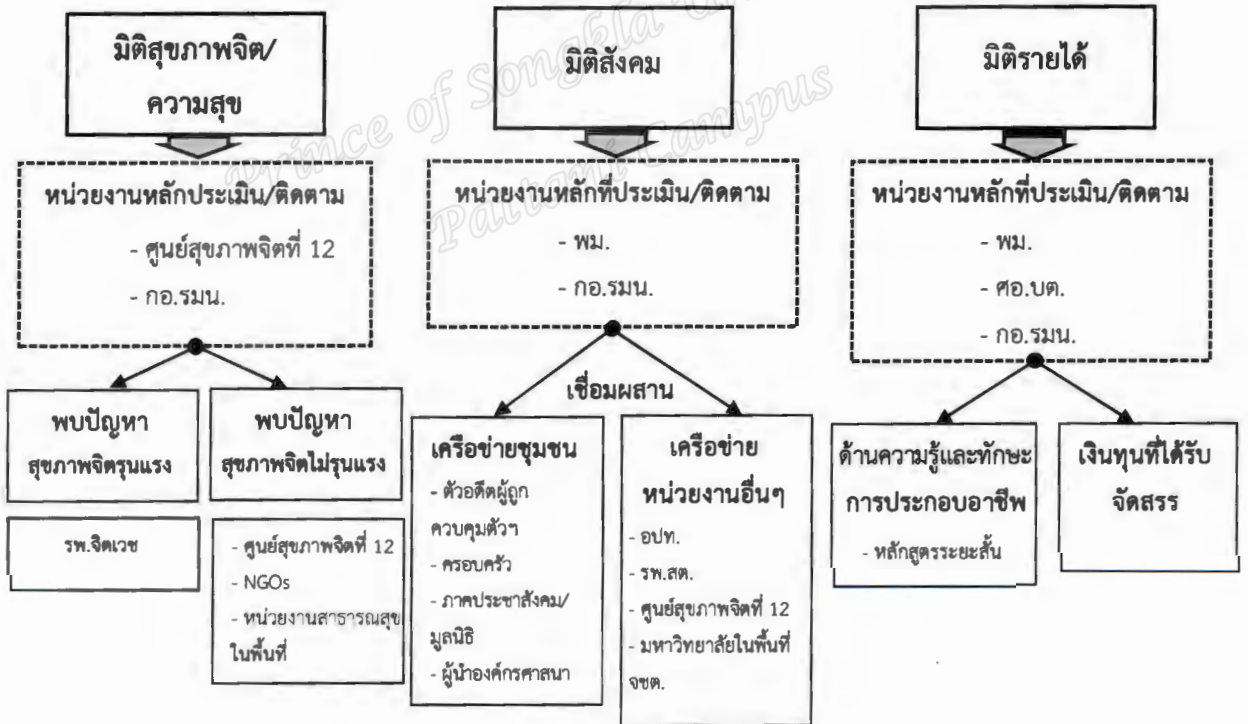 Prince of Songkla
Pattani Campus
มิติสุขภาพจิต/
ความสุข
หน่วยงานหลักประเมิน/ติดตาม
- ศูนย์สุขภาพจิตที่ 12
- กอ.รมน.
พบปัญหา
สุขภาพจิตรุนแรง
รพ.จิตเวช
พบปัญหา
สุขภาพจิตไม่รุนแรง
- ศูนย์สุขภาพจิตที่ 12
- NGOs
- หน่วยงานสาธารณสุข
ในพื้นที่
มิติสังคม
หน่วยงานหลักที่ประเมิน/ติดตาม
- พม.
- กอ.รมน.
เชื่อมผสาน
เครือข่ายชุมชน
- ตัวอดีตผู้ถูก
ควบคุมตัวฯ
- ครอบครัว
- ภาคประชาสังคม/
มูลนิธิ
- ผู้นำองค์กรศาสนา
เครือข่าย
หน่วยงานอื่นๆ
- อปท.
- รพ.สต.
- ศูนย์สุขภาพจิตที่ 12
- มหาวิทยาลัยในพื้นที่
จชต.
มิติรายได้
หน่วยงานหลักที่ประเมิน/ติดตาม
- พม.
- ศอ.บต.
- กอ.รมน.
ด้านความรู้และทักษะ
การประกอบอาชีพ
- หลักสูตรระยะสั้น
เงินทุนที่ได้รับ
จัดสรร